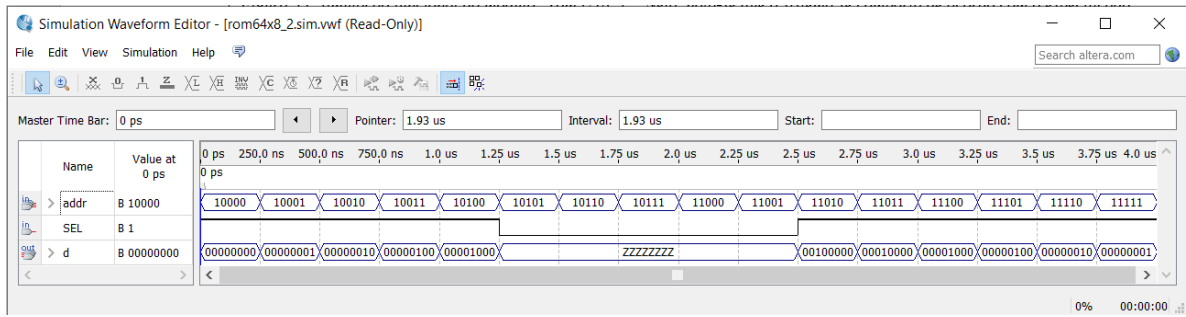 Simulation Waveform Editor - [rom64x8_2.sim.vwf (Read-Only)]
File Edit View Simulation Help
Search altera.com
Master Time Bar: 0 ps Pointer: 1.93 us Interval: 1.93 us Start: End:
Name Value at 0 ps
0 ps 250.0 ns 500.0 ns 750.0 ns 1.0 us 1.25 us 1.5 us 1.75 us 2.0 us 2.25 us 2.5 us 2.75 us 3.0 us 3.25 us 3.5 us 3.75 us 4.0 us
0 ps
addr B 10000 10000 10001 10010 10011 10100 10101 10110 10111 11000 11001 11010 11011 11100 11101 11110 11111
SEL B 1
d B 00000000 00000000 00000001 00000010 00000100 00001000 ZZZZZZZZ 00100000 00010000 00001000 00000100 00000010 00000001
0% 00:00:00